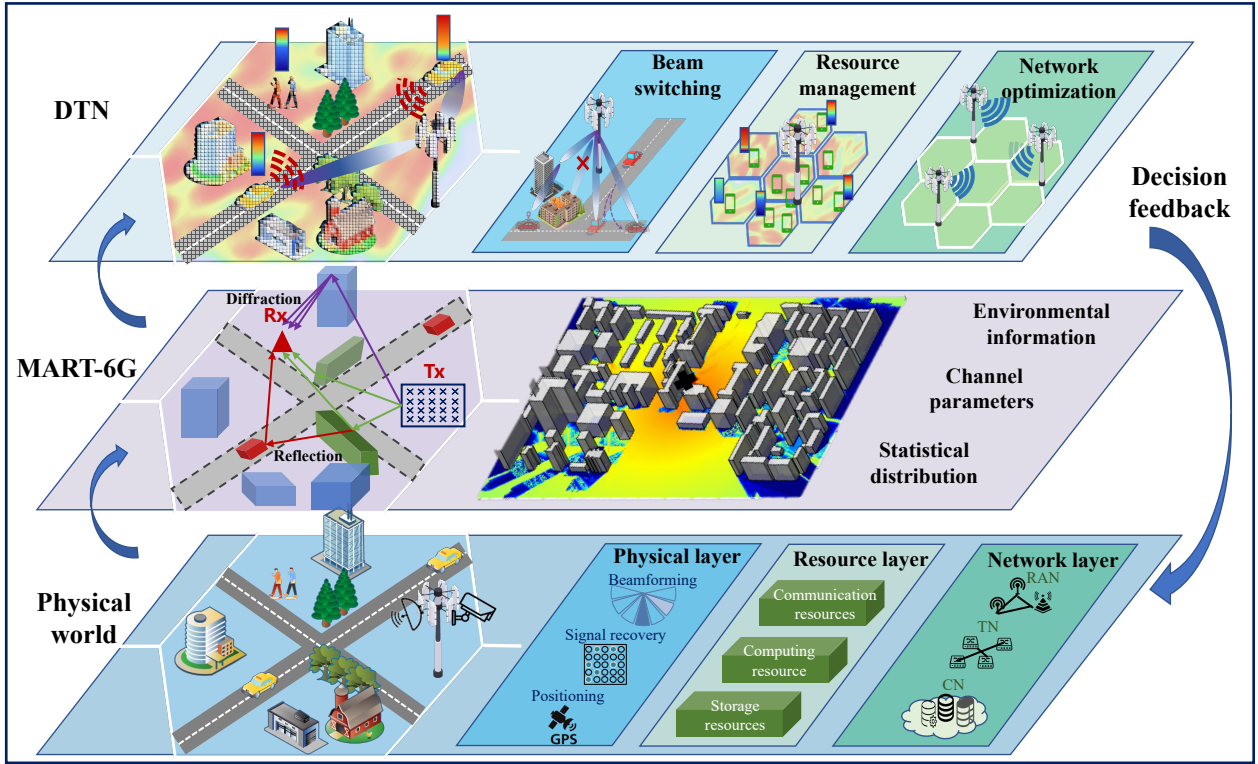 DTN
Beam
switching
Resource
management
Network
optimization
Decision
feedback
MART-6G
Diffraction
Rx
Tx
Reflection
Environmental
information
Channel
parameters
Statistical
distribution
Physical
world
Physical layer
Beamforming
Signal recovery
Positioning
GPS
Resource layer
Communication
resources
Computing
resource
Storage
resources
Network layer
RAN
TN
CN